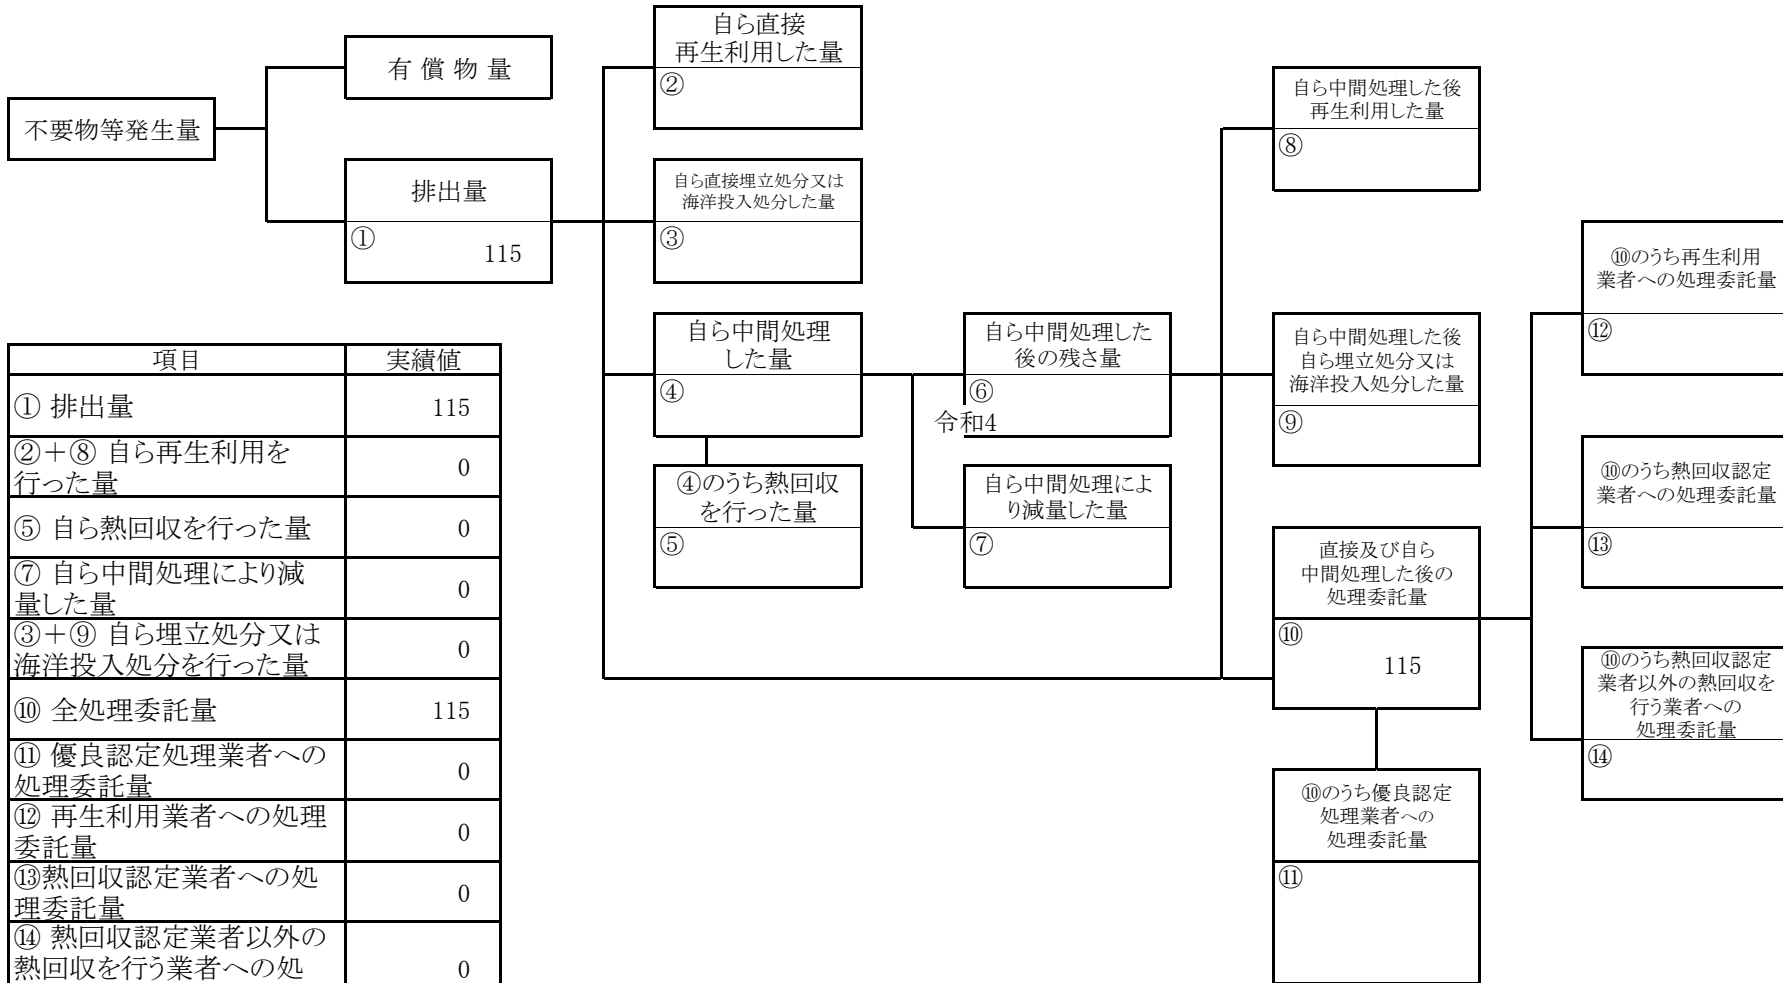 不要物等発生量
有償物量
排出量
①
115
自ら直接
再生利用した量
②
自ら直接埋立処分又は
海洋投入処分した量
③
自ら中間処理
した量
④
④のうち熱回収
を行った量
⑤
自ら中間処理した
後の残さ量
⑥
令和4
自ら中間処理によ
り減量した量
⑦
自ら中間処理した後
再生利用した量
⑧
自ら中間処理した後
自ら埋立処分又は
海洋投入処分した量
⑨
直接及び自ら
中間処理した後の
処理委託量
⑩
115
⑩のうち優良認定
処理業者への
処理委託量
⑪
⑩のうち再生利用
業者への処理委託量
⑫
⑩のうち熱回収認定
業者への処理委託量
⑬
⑩のうち熱回収認定
業者以外の熱回収を
行う業者への
処理委託量
⑭
項目 実績値
① 排出量 115
②+⑧ 自ら再生利用を
行った量 0
⑤ 自ら熱回収を行った量 0
⑦ 自ら中間処理により減
量した量 0
③+⑨ 自ら埋立処分又は
海洋投入処分を行った量 0
⑩ 全処理委託量 115
⑪ 優良認定処理業者への
処理委託量 0
⑫ 再生利用業者への処理
委託量 0
⑬熱回収認定業者への処
理委託量 0
⑭ 熱回収認定業者以外の
熱回収を行う業者への処 0